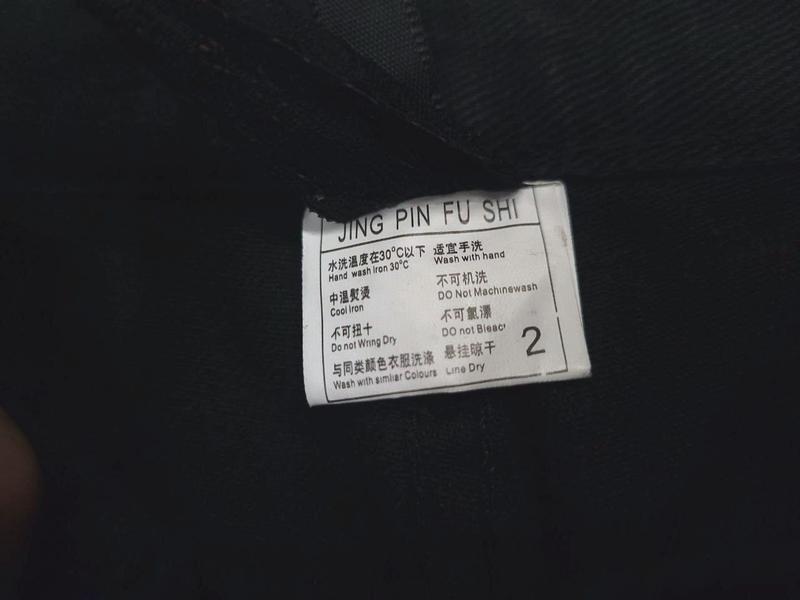 JING PIN FU SHI
水洗温度在30°C以下 适宜手洗
Hand wash Iron 30°C Wash with hand
中温熨烫 不可机洗
Cool Iron DO Not Machinewash
不可扭十 不可氯漂
Do not Wring Dry DO not Bleac
与同类颜色衣服洗涤 悬挂晾干
Wash with similar Colours Line Dry
2